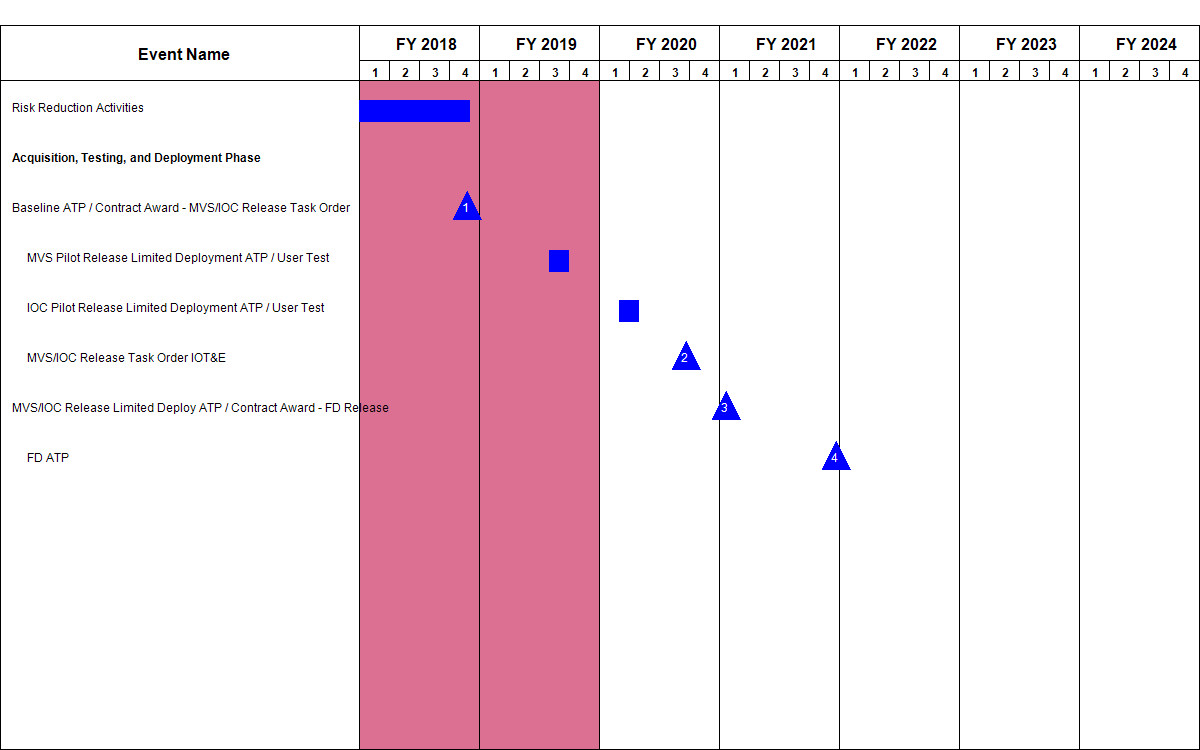 Event Name
FY 2018 FY 2019 FY 2020 FY 2021 FY 2022 FY 2023 FY 2024
1 2 3 4 1 2 3 4 1 2 3 4 1 2 3 4 1 2 3 4 1 2 3 4 1 2 3 4
Risk Reduction Activities
Acquisition, Testing, and Deployment Phase
Baseline ATP / Contract Award - MVS/IOC Release Task Order 1
MVS Pilot Release Limited Deployment ATP / User Test
IOC Pilot Release Limited Deployment ATP / User Test
MVS/IOC Release Task Order IOT&E 2
MVS/IOC Release Limited Deploy ATP / Contract Award - FD Release 3
FD ATP 4